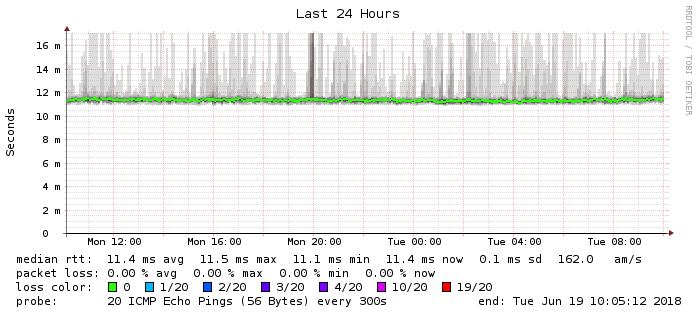 Last 24 Hours
RRDTOOL / TOBI OETIKER
Seconds
16 m
14 m
12 m
10 m
8 m
6 m
4 m
2 m
0
Mon 12:00 Mon 16:00 Mon 20:00 Tue 00:00 Tue 04:00 Tue 08:00
median rtt: 11.4 ms avg 11.5 ms max 11.1 ms min 11.4 ms now 0.1 ms sd 162.0 am/s
packet loss: 0.00 % avg 0.00 % max 0.00 % min 0.00 % now
loss color: 0 1/20 2/20 3/20 4/20 10/20 19/20
probe: 20 ICMP Echo Pings (56 Bytes) every 300s end: Tue Jun 19 10:05:12 2018